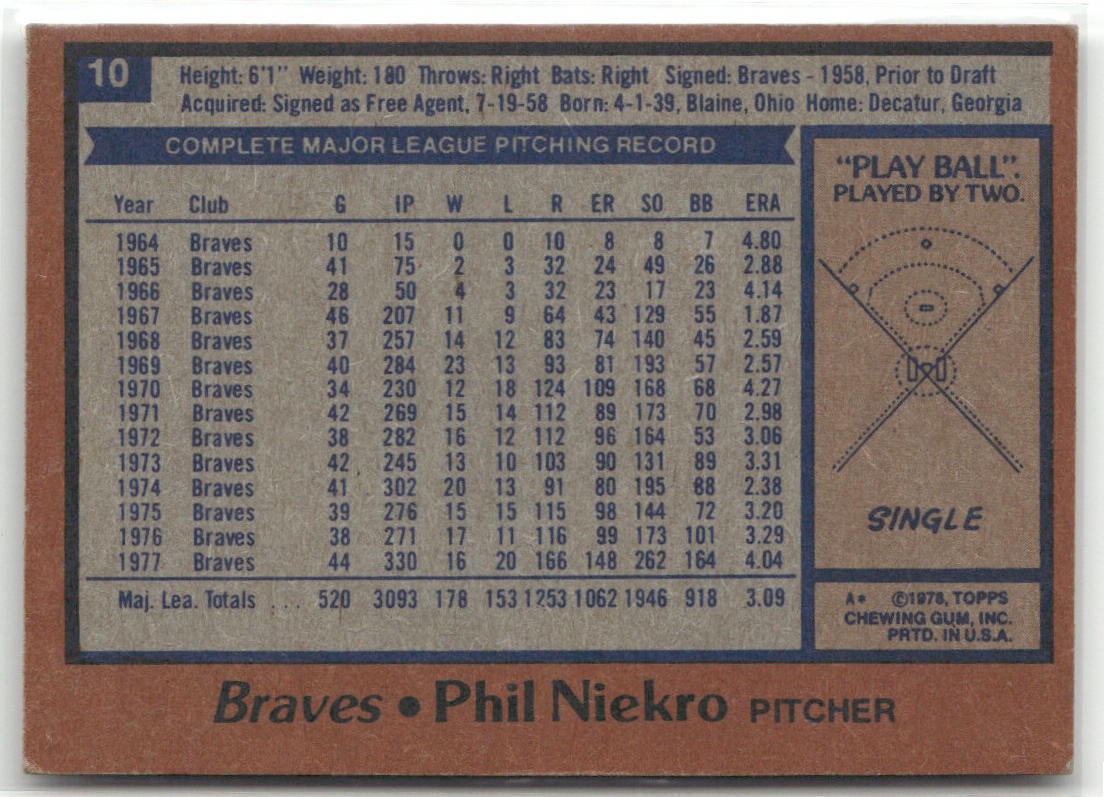 10
Height: 6'1" Weight: 180 Throws: Right Bats: Right Signed: Braves - 1958, Prior to Draft
Acquired: Signed as Free Agent, 7-19-58 Born: 4-1-39, Blaine, Ohio Home: Decatur, Georgia
COMPLETE MAJOR LEAGUE PITCHING RECORD
Year Club G IP W L R ER SO BB ERA
1964 Braves 10 15 0 0 10 8 8 7 4.80
1965 Braves 41 75 2 3 32 24 49 26 2.88
1966 Braves 28 50 4 3 32 23 17 23 4.14
1967 Braves 46 207 11 9 64 43 129 55 1.87
1968 Braves 37 257 14 12 83 74 140 45 2.59
1969 Braves 40 284 23 13 93 81 193 57 2.57
1970 Braves 34 230 12 18 124 109 168 68 4.27
1971 Braves 42 269 15 14 112 89 173 70 2.98
1972 Braves 38 282 16 12 112 96 164 53 3.06
1973 Braves 42 245 13 10 103 90 131 89 3.31
1974 Braves 41 302 20 13 91 80 195 88 2.38
1975 Braves 39 276 15 15 115 98 144 72 3.20
1976 Braves 38 271 17 11 116 99 173 101 3.29
1977 Braves 44 330 16 20 166 148 262 164 4.04
Maj. Lea. Totals ... 520 3093 178 153 1253 1062 1946 918 3.09
"PLAY BALL".
PLAYED BY TWO.
SINGLE
A* ©1978, TOPPS
CHEWING GUM, INC.
PRTD. IN U.S.A.
Braves • Phil Niekro PITCHER